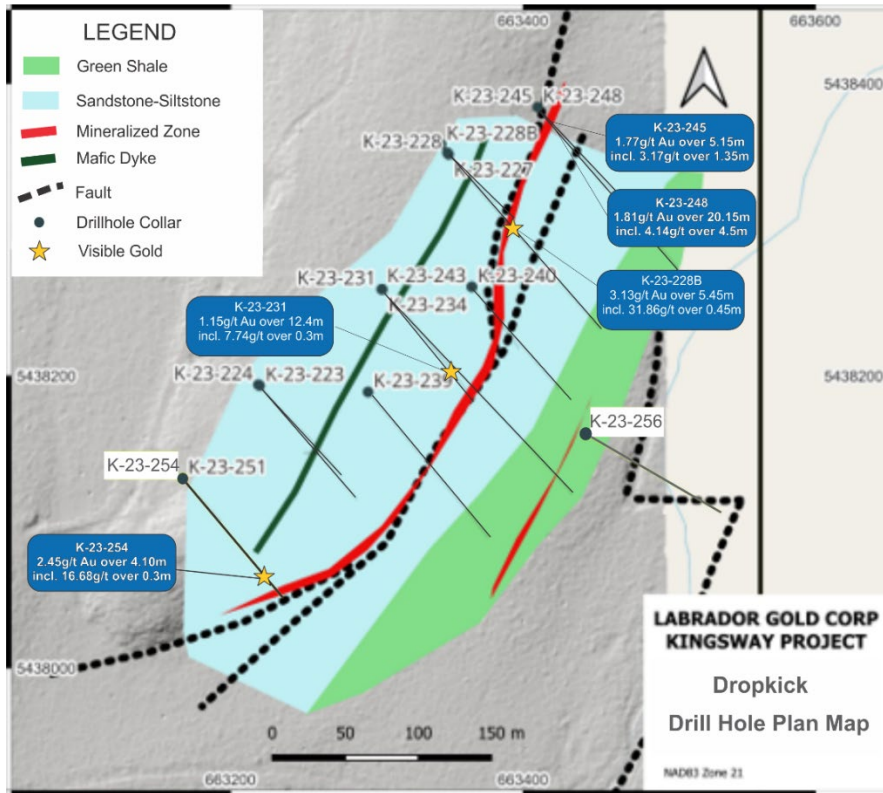 LEGEND
Green Shale
Sandstone-Siltstone
Mineralized Zone
Mafic Dyke
Fault
Drillhole Collar
Visible Gold
663400
663600
5438400
K-23-245 K-23-248
K-23-228B
K-23-228
K-23-227
K-23-245
1.77g/t Au over 5.15m
incl. 3.17g/t over 1.35m
K-23-248
1.81g/t Au over 20.15m
incl. 4.14g/t over 4.5m
K-23-231 K-23-243 K-23-240
K-23-234
K-23-228B
3.13g/t Au over 5.45m
incl. 31.86g/t over 0.45m
K-23-231
1.15g/t Au over 12.4m
incl. 7.74g/t over 0.3m
5438200
5438200
K-23-224 K-23-223
K-23-239
K-23-256
K-23-254 K-23-251
K-23-254
2.45g/t Au over 4.10m
incl. 16.68g/t over 0.3m
5438000
LABRADOR GOLD CORP
KINGSWAY PROJECT
Dropkick
Drill Hole Plan Map
NAD83 Zone 21
0 50 100 150 m
663200
663400